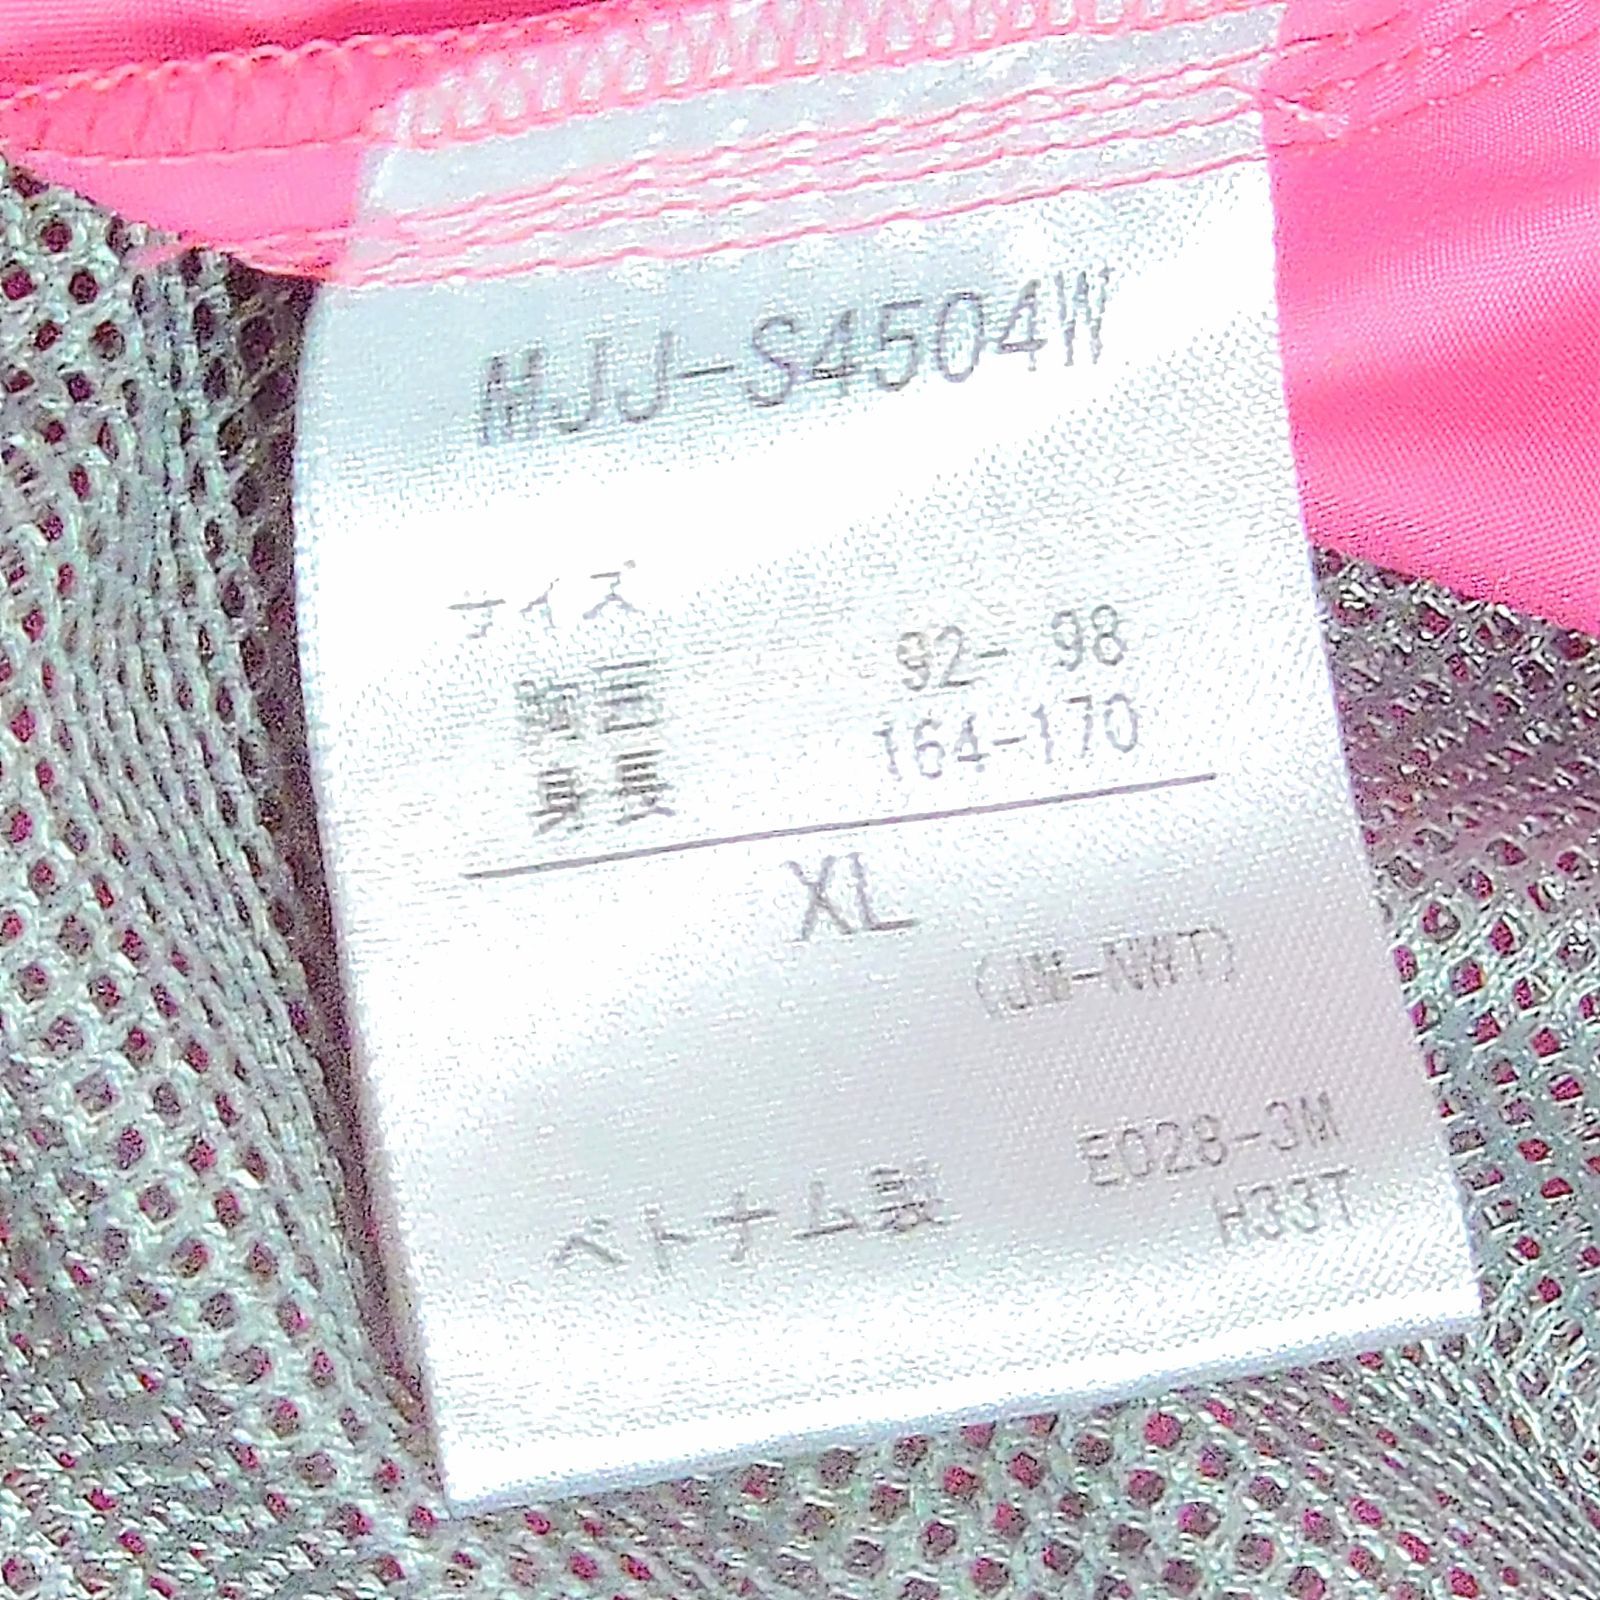 MJJ-S4504W
サイズ
胸囲 92- 98
身長 164-170
XL
(JW-NWT)
E028-3M
ベトナム製 H33T